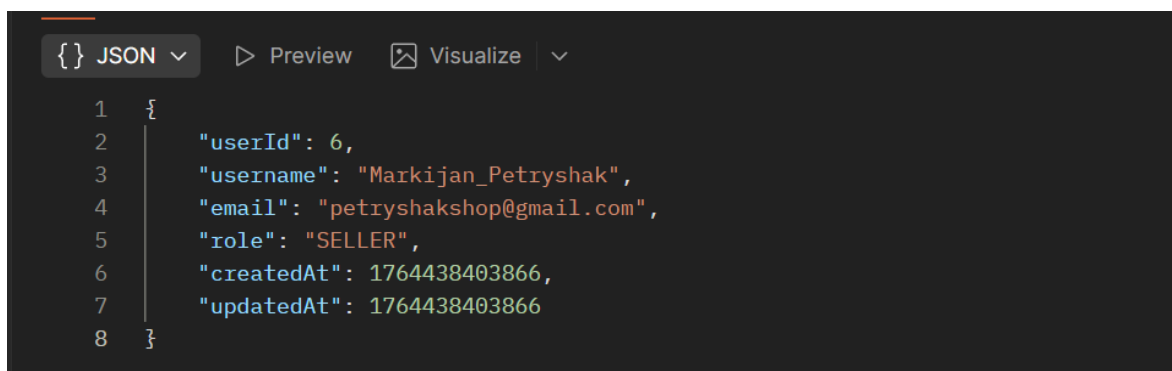 {} JSON Preview Visualize
1 {
2 "userId": 6,
3 "username": "Markijan_Petryshak",
4 "email": "petryshakshop@gmail.com",
5 "role": "SELLER",
6 "createdAt": 1764438403866,
7 "updatedAt": 1764438403866
8 }